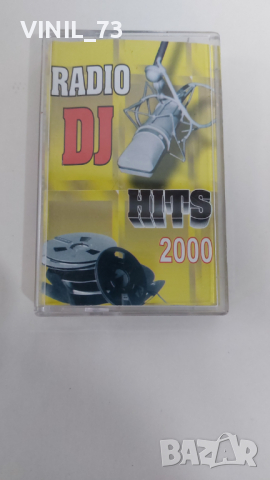 VINIL_73
RADIO
DJ
HITS
2000
BAZAR